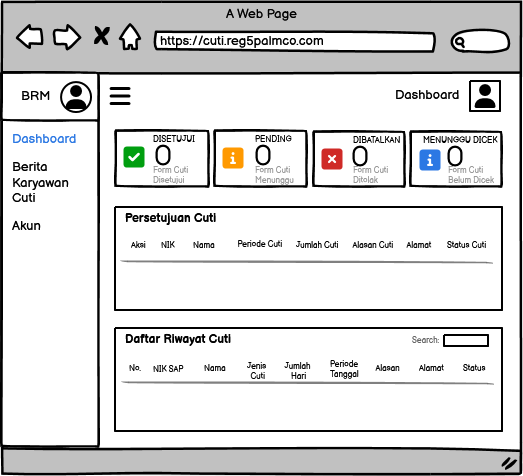 A Web Page
https://cuti.reg5palmco.com
BRM
Dashboard
Dashboard
Berita
Karyawan
Cuti
Akun
DISETUJUI
0
Form Cuti
Disetujui
PENDING
0
Form Cuti
Menunggu
DIBATALKAN
0
Form Cuti
Ditolak
MENUNGGU DICEK
0
Form Cuti
Belum Dicek
Persetujuan Cuti
Aksi NIK Nama Periode Cuti Jumlah Cuti Alasan Cuti Alamat Status Cuti
Daftar Riwayat Cuti
Search:
No. NIK SAP Nama Jenis Cuti Jumlah Hari Periode Tanggal Alasan Alamat Status